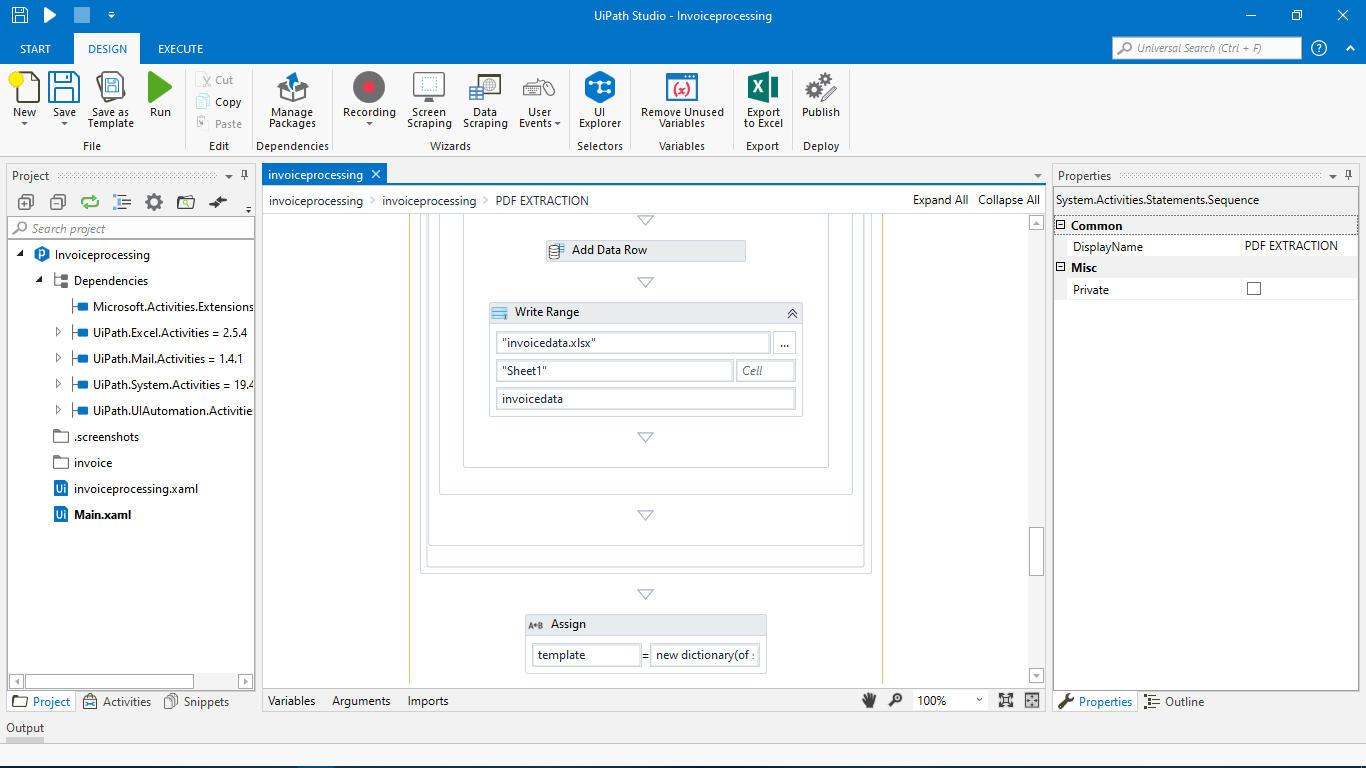 UiPath Studio - Invoiceprocessing
START DESIGN EXECUTE
Universal Search (Ctrl + F)
New
Save
Save as Template
Run
Cut
Copy
Paste
Manage Packages
Recording
Screen Scraping
Data Scraping
User Events
UI Explorer
Remove Unused Variables
Export to Excel
Publish
File Edit Dependencies Wizards Selectors Variables Export Deploy
Project
Search project
Invoiceprocessing
Dependencies
Microsoft.Activities.Extensions
UiPath.Excel.Activities = 2.5.4
UiPath.Mail.Activities = 1.4.1
UiPath.System.Activities = 19.4
UiPath.UIAutomation.Activitie
.screenshots
invoice
invoiceprocessing.xaml
Main.xaml
Project Activities Snippets
Output
invoiceprocessing
invoiceprocessing > invoiceprocessing > PDF EXTRACTION
Expand All Collapse All
Add Data Row
Write Range
"invoicedata.xlsx" ...
"Sheet1" Cell
invoicedata
A+B Assign
template = new dictionary(of s
Variables Arguments Imports
100%
Properties
System.Activities.Statements.Sequence
Common
DisplayName PDF EXTRACTION
Misc
Private
Properties Outline